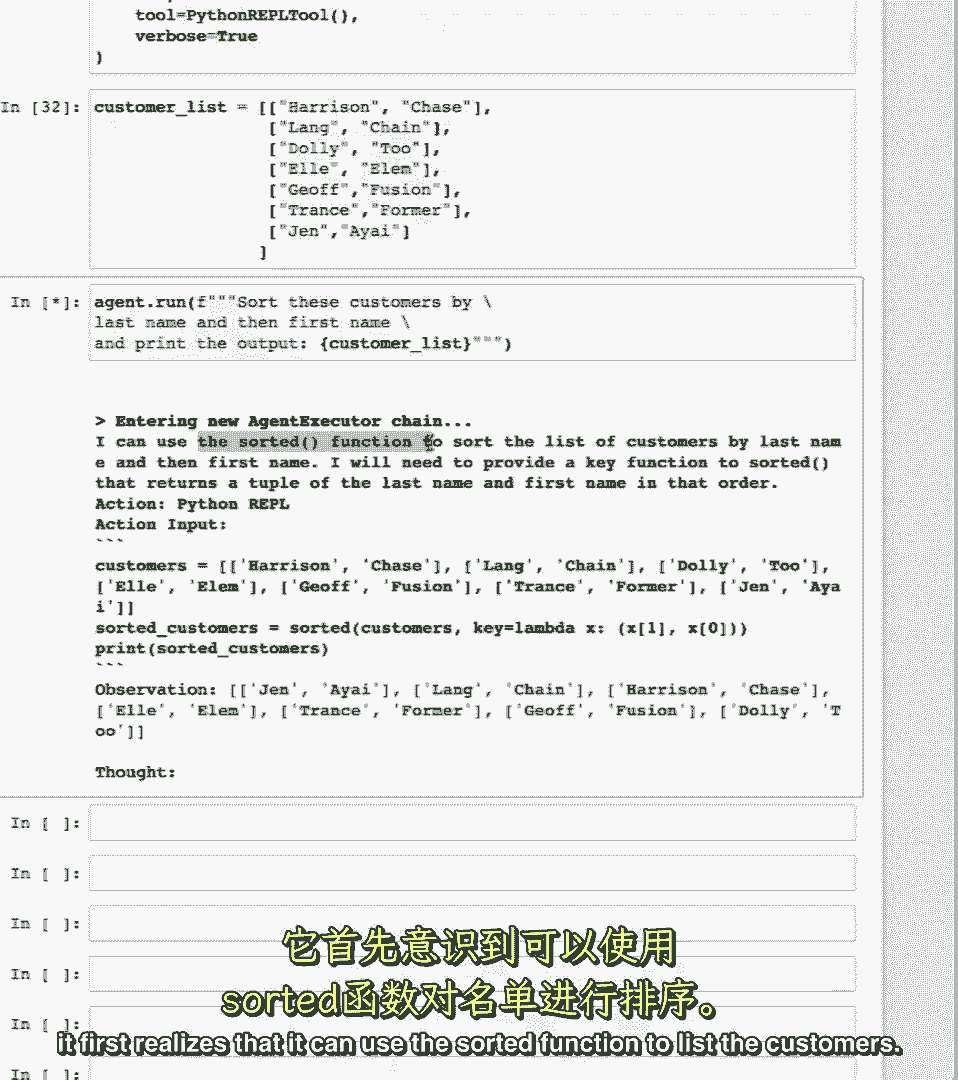 tool=PythonREPLTool(),
verbose=True
)
In [32]: customer_list = [["Harrison", "Chase"],
["Lang", "Chain"],
["Dolly", "Too"],
["Elle", "Elem"],
["Geoff","Fusion"],
["Trance","Former"],
["Jen","Ayai"]
]
In [*]: agent.run(f"""Sort these customers by \
last name and then first name \
and print the output: {customer_list}""")
> Entering new AgentExecutor chain...
I can use the sorted() function to sort the list of customers by last nam
e and then first name. I will need to provide a key function to sorted()
that returns a tuple of the last name and first name in that order.
Action: Python REPL
Action Input:
```
customers = [['Harrison', 'Chase'], ['Lang', 'Chain'], ['Dolly', 'Too'],
['Elle', 'Elem'], ['Geoff', 'Fusion'], ['Trance', 'Former'], ['Jen', 'Aya
i']]
sorted_customers = sorted(customers, key=lambda x: (x[1], x[0]))
print(sorted_customers)
```
Observation: [['Jen', 'Ayai'], ['Lang', 'Chain'], ['Harrison', 'Chase'],
['Elle', 'Elem'], ['Trance', 'Former'], ['Geoff', 'Fusion'], ['Dolly', 'T
oo']]
Thought:
In [ ]:
In [ ]:
In [ ]:
In [ ]:
In [ ]:
In [ ]:
它首先意识到可以使用
sorted函数对名单进行排序。
it first realizes that it can use the sorted function to list the customers.